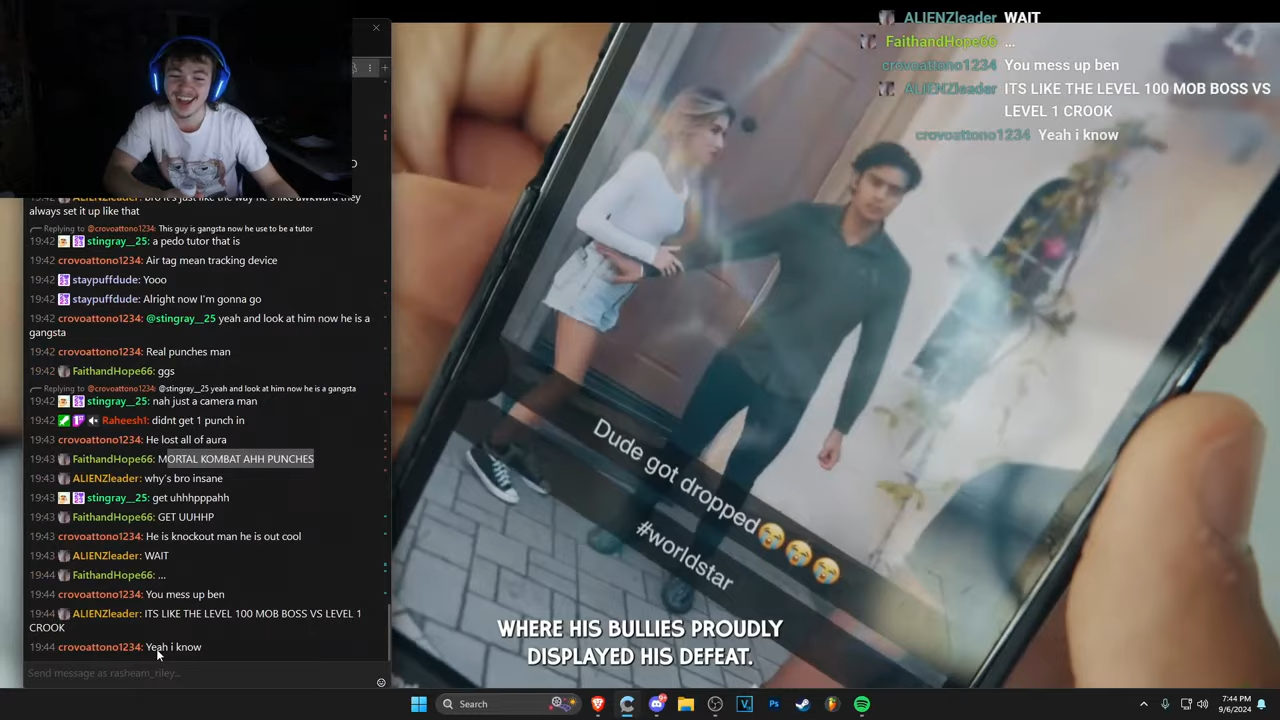 ALIENZleader WAIT
FaithandHope66 ...
crovoattono1234 You mess up ben
ALIENZleader ITS LIKE THE LEVEL 100 MOB BOSS VS
LEVEL 1 CROOK
crovoattono1234 Yeah i know
always set it up like that
Replying to @crovoattono1234: This guy is gangsta now he use to be a tutor
19:42 stingray__25: a pedo tutor that is
19:42 crovoattono1234: Air tag mean tracking device
19:42 staypuffdude: Yooo
19:42 staypuffdude: Alright now I'm gonna go
19:42 crovoattono1234: @stingray__25 yeah and look at him now he is a
gangsta
19:42 crovoattono1234: Real punches man
19:42 FaithandHope66: ggs
Replying to @crovoattono1234: @stingray__25 yeah and look at him now he is a gangsta
19:42 stingray__25: nah just a camera man
19:42 Raheesh1: didnt get 1 punch in
19:43 crovoattono1234: He lost all of aura
19:43 FaithandHope66: MORTAL KOMBAT AHH PUNCHES
19:43 ALIENZleader: why's bro insane
19:43 stingray__25: get uhhhpppahh
19:43 FaithandHope66: GET UUHHP
19:43 crovoattono1234: He is knockout man he is out cool
19:43 ALIENZleader: WAIT
19:44 FaithandHope66: ...
19:44 crovoattono1234: You mess up ben
19:44 ALIENZleader: ITS LIKE THE LEVEL 100 MOB BOSS VS LEVEL 1
CROOK
19:44 crovoattono1234: Yeah i know
Send message as rasheam_riley...
Dude got dropped😭😭😭
#worldstar
WHERE HIS BULLIES PROUDLY
DISPLAYED HIS DEFEAT.
Search
7:44 PM
9/6/2024